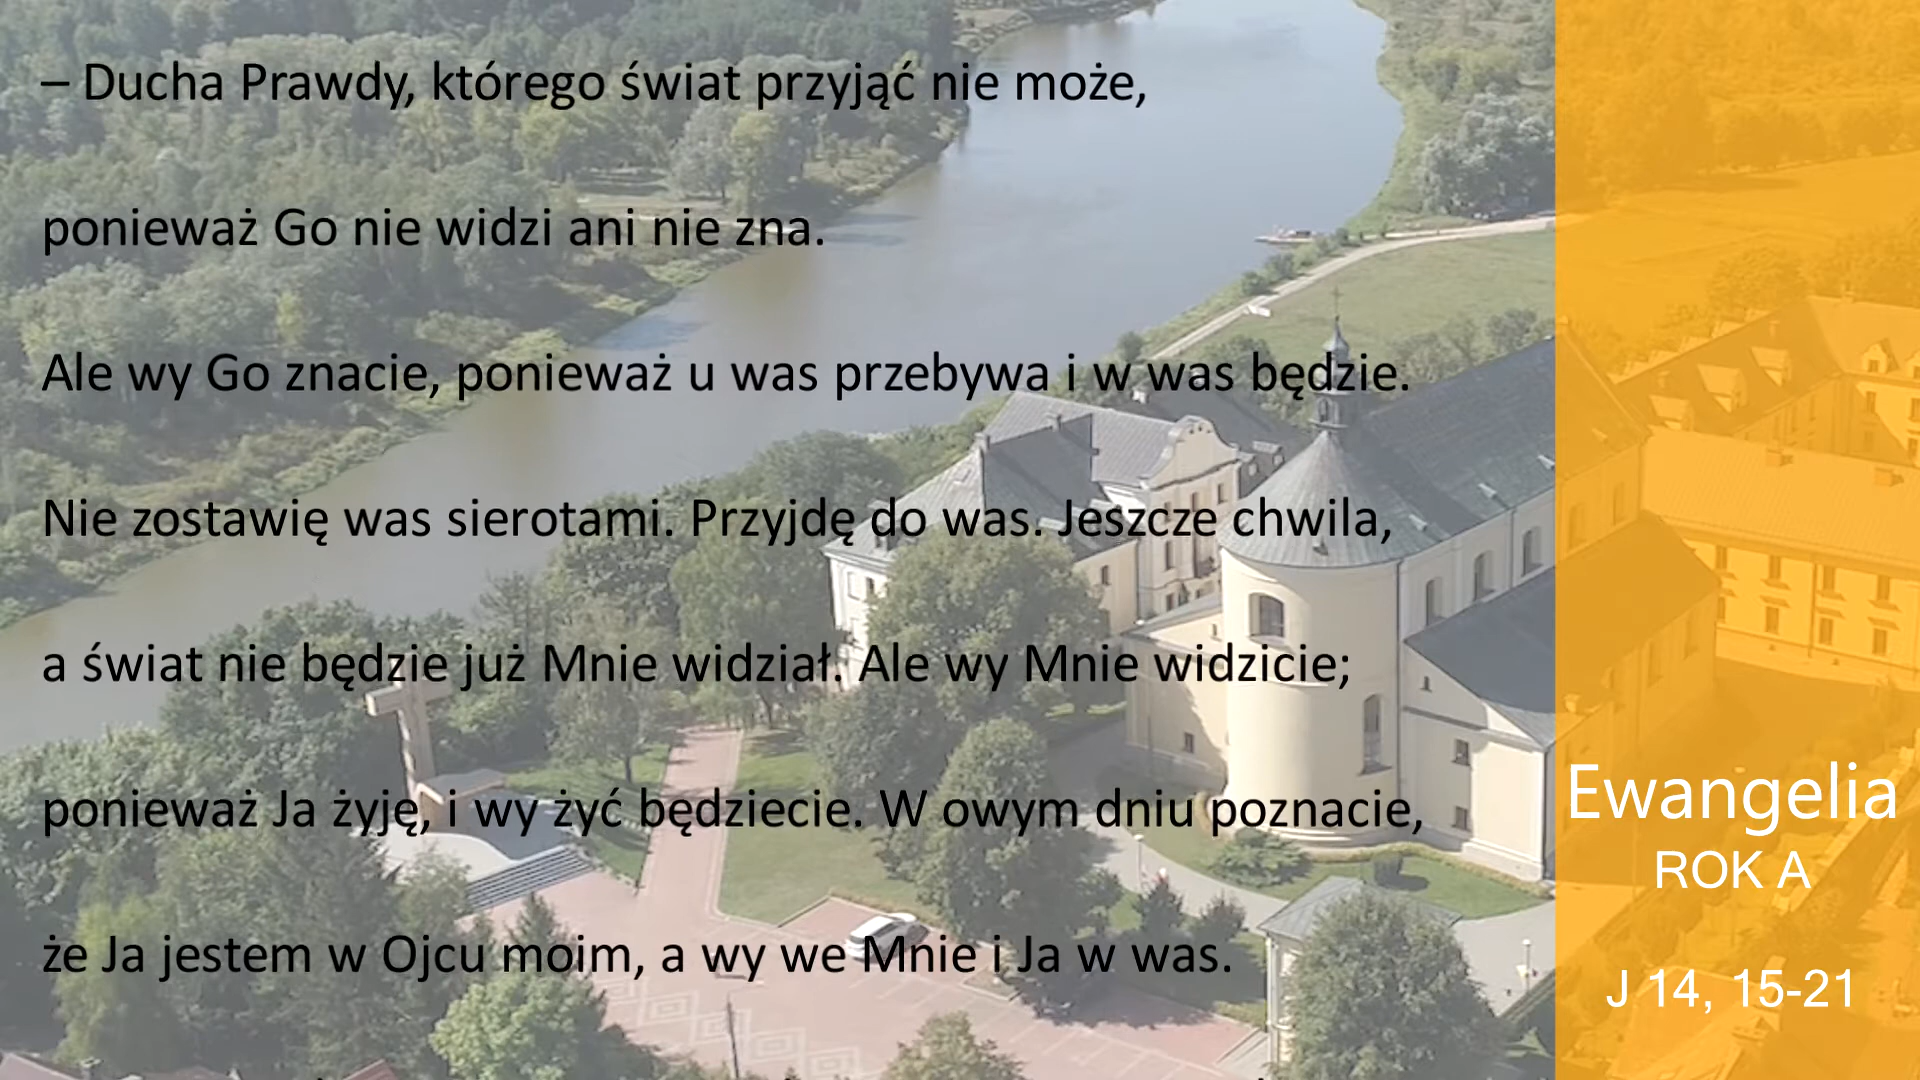 – Ducha Prawdy, którego świat przyjąć nie może,
ponieważ Go nie widzi ani nie zna.
Ale wy Go znacie, ponieważ u was przebywa i w was będzie.
Nie zostawię was sierotami. Przyjdę do was. Jeszcze chwila,
a świat nie będzie już Mnie widział. Ale wy Mnie widzicie;
ponieważ Ja żyję, i wy żyć będziecie. W owym dniu poznacie,
że Ja jestem w Ojcu moim, a wy we Mnie i Ja w was.
Ewangelia
ROK A
J 14, 15-21